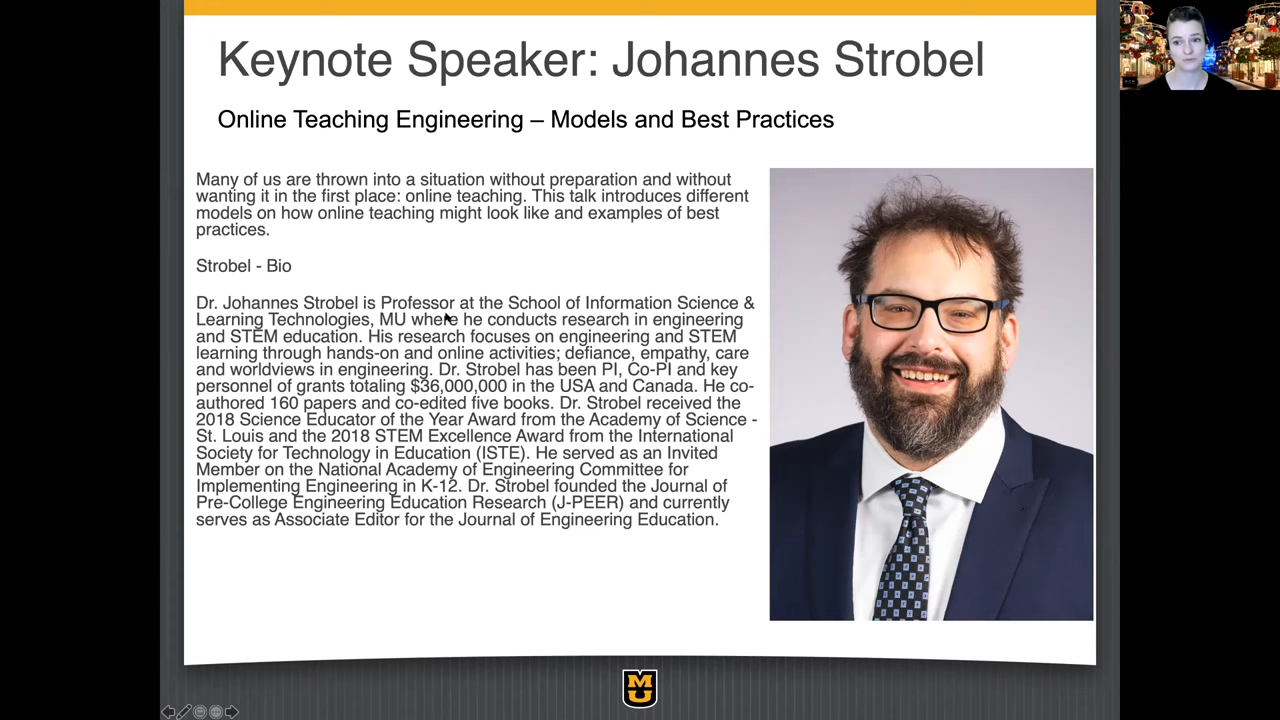 Keynote Speaker: Johannes Strobel
Online Teaching Engineering – Models and Best Practices
Many of us are thrown into a situation without preparation and without
wanting it in the first place: online teaching. This talk introduces different
models on how online teaching might look like and examples of best
practices.
Strobel - Bio
Dr. Johannes Strobel is Professor at the School of Information Science &
Learning Technologies, MU where he conducts research in engineering
and STEM education. His research focuses on engineering and STEM
learning through hands-on and online activities; defiance, empathy, care
and worldviews in engineering. Dr. Strobel has been PI, Co-PI and key
personnel of grants totaling $36,000,000 in the USA and Canada. He co-
authored 160 papers and co-edited five books. Dr. Strobel received the
2018 Science Educator of the Year Award from the Academy of Science -
St. Louis and the 2018 STEM Excellence Award from the International
Society for Technology in Education (ISTE). He served as an Invited
Member on the National Academy of Engineering Committee for
Implementing Engineering in K-12. Dr. Strobel founded the Journal of
Pre-College Engineering Education Research (J-PEER) and currently
serves as Associate Editor for the Journal of Engineering Education.
MU